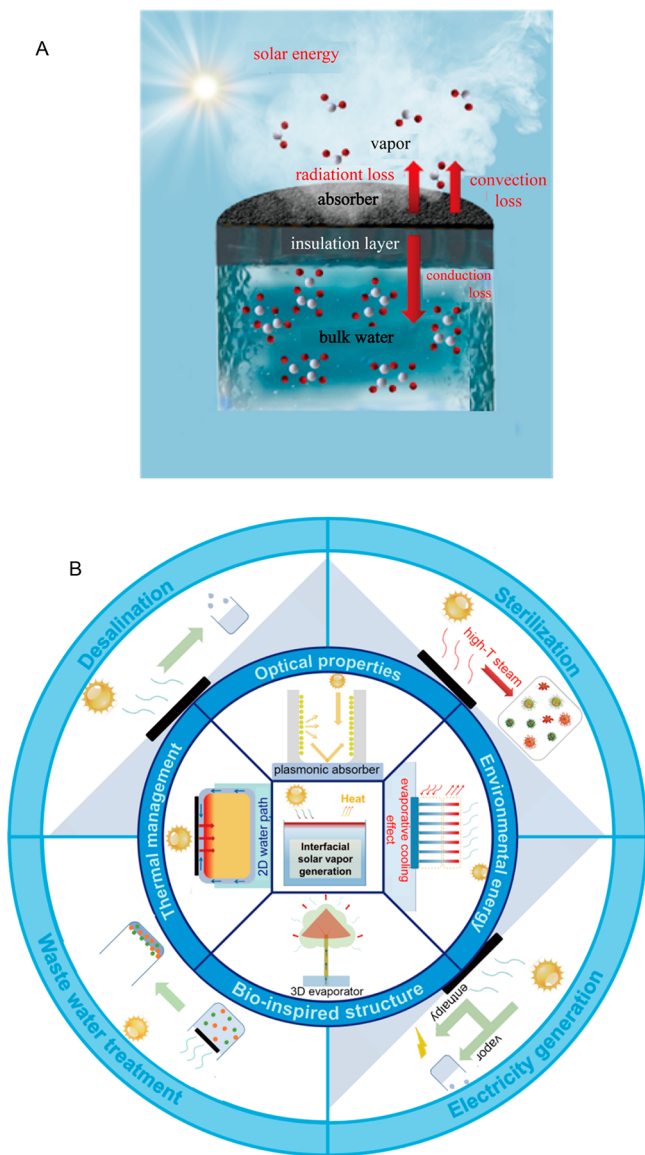 A
solar energy
vapor
radiationt loss
convection
loss
absorber
insulation layer
conduction
loss
bulk water
B
Desalination
Sterilization
high-T steam
Optical properties
plasmonic absorber
Thermal management
2D water path
Heat
Interfacial
solar vapor
generation
evaporative cooling
effect
Environmental energy
3D evaporator
Bio-inspired structure
Waste water treatment
enthalpy
vapor
Electricity generation